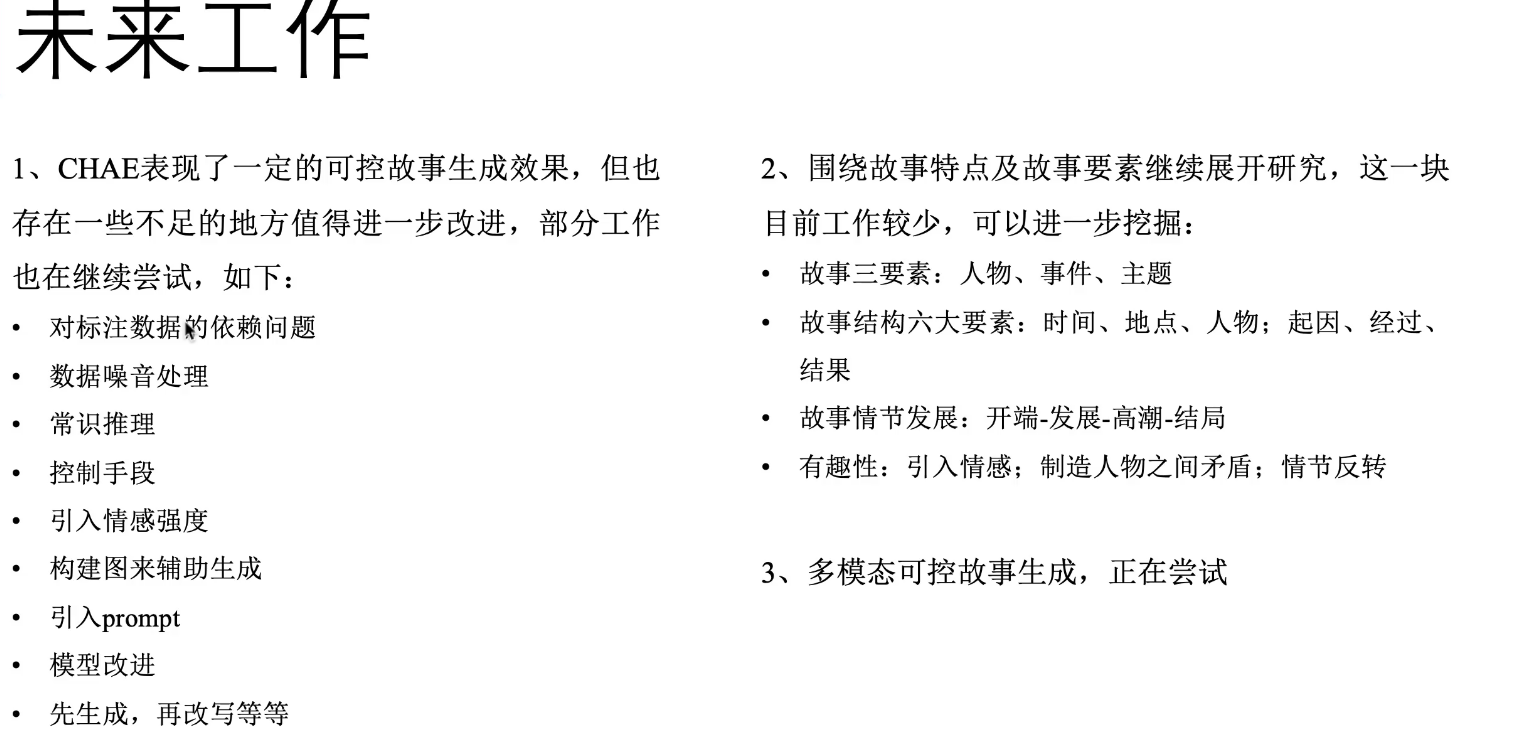 未来工作
1、CHAE表现了一定的可控故事生成效果，但也
存在一些不足的地方值得进一步改进，部分工作
也在继续尝试，如下：
• 对标注数据的依赖问题
• 数据噪音处理
• 常识推理
• 控制手段
• 引入情感强度
• 构建图来辅助生成
• 引入prompt
• 模型改进
• 先生成，再改写等等
2、围绕故事特点及故事要素继续展开研究，这一块
目前工作较少，可以进一步挖掘：
• 故事三要素：人物、事件、主题
• 故事结构六大要素：时间、地点、人物；起因、经过、
结果
• 故事情节发展：开端-发展-高潮-结局
• 有趣性：引入情感；制造人物之间矛盾；情节反转
3、多模态可控故事生成，正在尝试